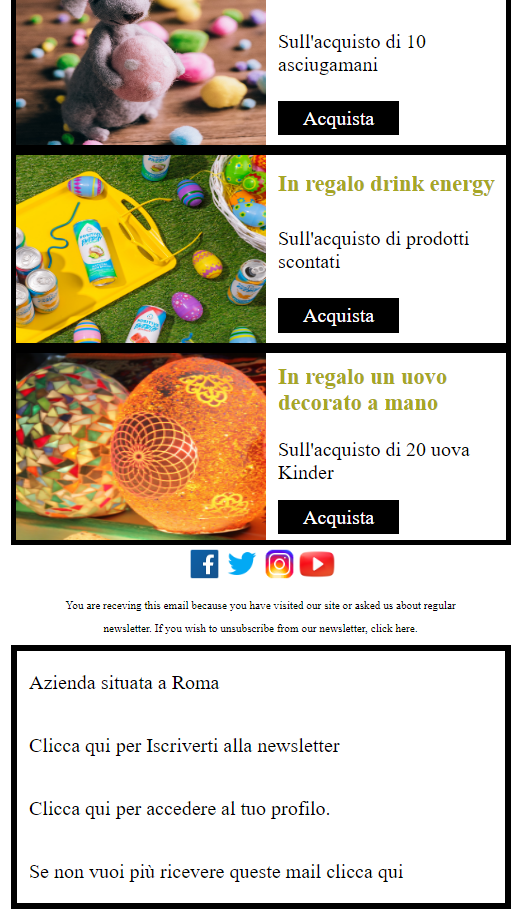 Sull'acquisto di 10
asciugamani
Acquista
In regalo drink energy
Sull'acquisto di prodotti
scontati
Acquista
In regalo un uovo
decorato a mano
Sull'acquisto di 20 uova
Kinder
Acquista
You are receving this email because you have visited our site or asked us about regular
newsletter. If you wish to unsubscribe from our newsletter, click here.
Azienda situata a Roma
Clicca qui per Iscriverti alla newsletter
Clicca qui per accedere al tuo profilo.
Se non vuoi più ricevere queste mail clicca qui